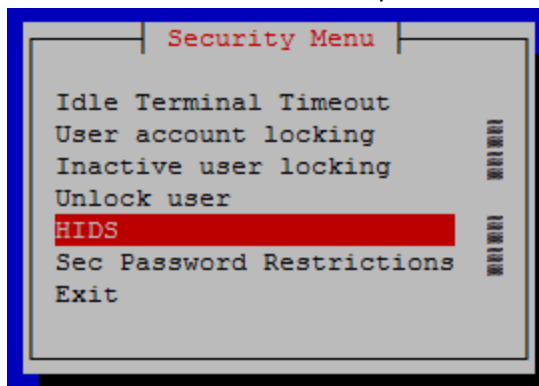 Security Menu
Idle Terminal Timeout
User account locking
Inactive user locking
Unlock user
HIDS
Sec Password Restrictions
Exit